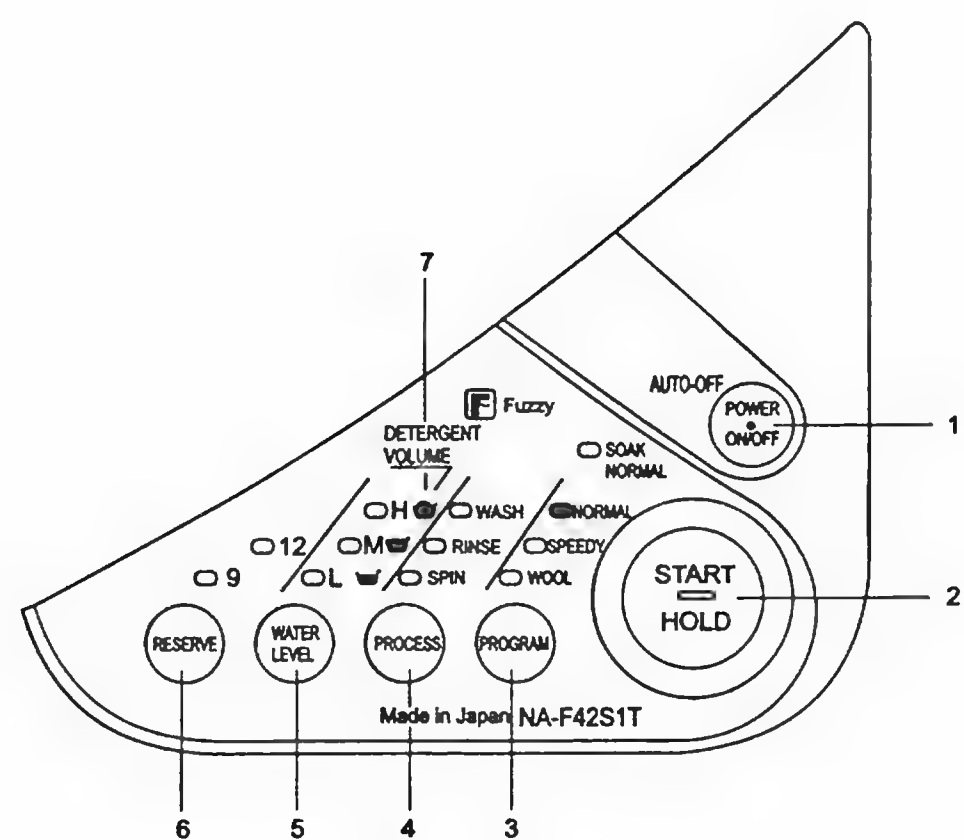 7
AUTO-OFF
POWER
ON/OFF
1
F Fuzzy
DETERGENT
VOLUME
SOAK
NORMAL
H WASH NORMAL
12 M RINSE SPEEDY
9 L SPIN WOOL
START
HOLD
2
RESERVE
WATER
LEVEL
PROCESS
PROGRAM
Made in Japan NA-F42S1T
6 5 4 3